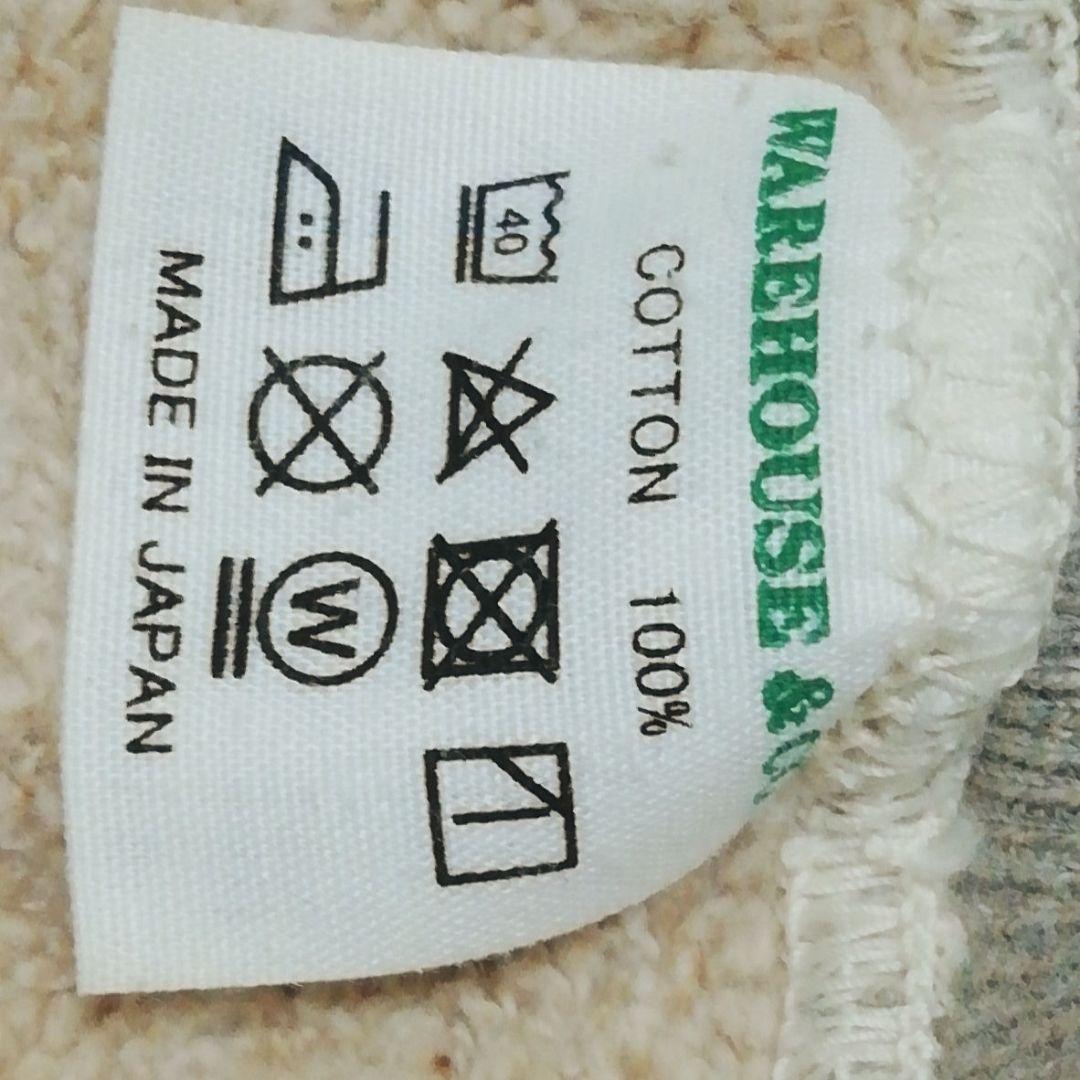 WAREHOUSE &
COTTON 100%
40
W
MADE IN JAPAN